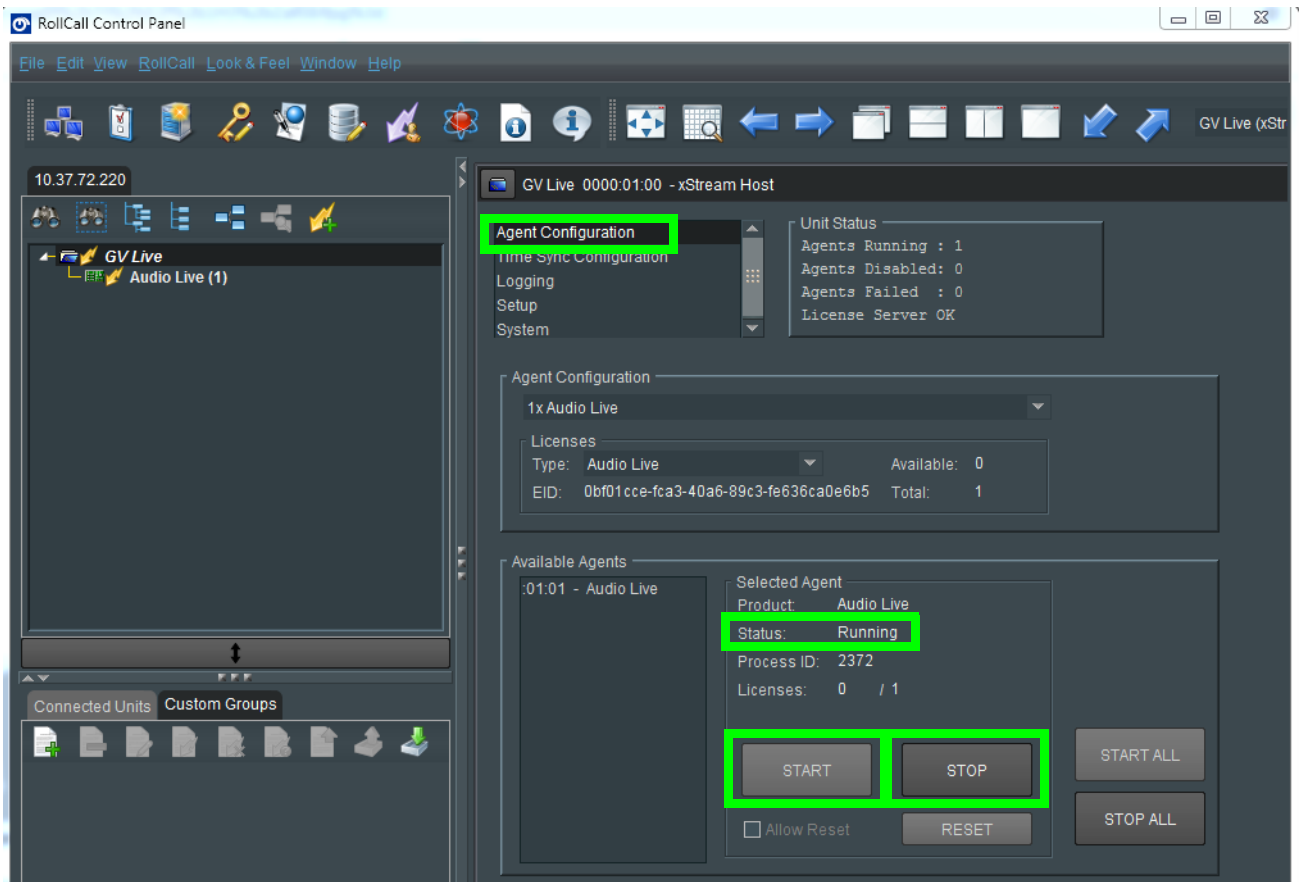 RollCall Control Panel
File Edit View RollCall Look & Feel Window Help
GV Live (xStr
10.37.72.220
GV Live
Audio Live (1)
Connected Units Custom Groups
GV Live 0000:01:00 - xStream Host
Agent Configuration
Time Sync Configuration
Logging
Setup
System
Unit Status
Agents Running : 1
Agents Disabled: 0
Agents Failed : 0
License Server OK
Agent Configuration
1x Audio Live
Licenses
Type: Audio Live Available: 0
EID: 0bf01cce-fca3-40a6-89c3-fe636ca0e6b5 Total: 1
Available Agents
:01:01 - Audio Live
Selected Agent
Product: Audio Live
Status: Running
Process ID: 2372
Licenses: 0 / 1
START STOP
Allow Reset RESET
START ALL
STOP ALL